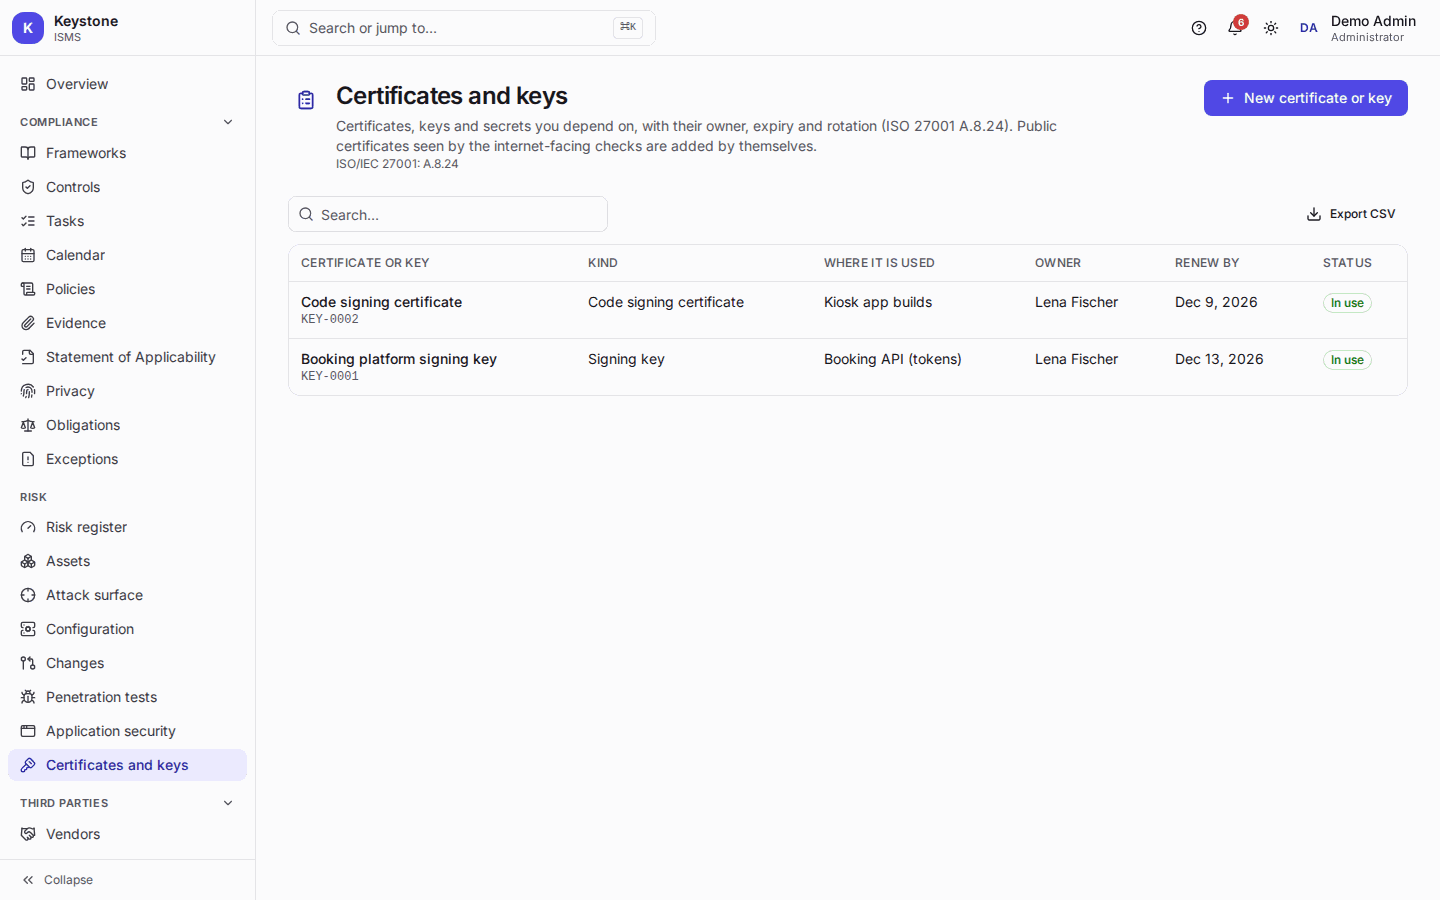 K
Keystone
ISMS
Search or jump to...
⌘K
6
DA
Demo Admin
Administrator
Overview
COMPLIANCE
Frameworks
Controls
Tasks
Calendar
Policies
Evidence
Statement of Applicability
Privacy
Obligations
Exceptions
RISK
Risk register
Assets
Attack surface
Configuration
Changes
Penetration tests
Application security
Certificates and keys
THIRD PARTIES
Vendors
Collapse
Certificates and keys
New certificate or key
Certificates, keys and secrets you depend on, with their owner, expiry and rotation (ISO 27001 A.8.24). Public
certificates seen by the internet-facing checks are added by themselves.
ISO/IEC 27001: A.8.24
Search...
Export CSV
CERTIFICATE OR KEY KIND WHERE IT IS USED OWNER RENEW BY STATUS
Code signing certificate Code signing certificate Kiosk app builds Lena Fischer Dec 9, 2026 In use
KEY-0002
Booking platform signing key Signing key Booking API (tokens) Lena Fischer Dec 13, 2026 In use
KEY-0001